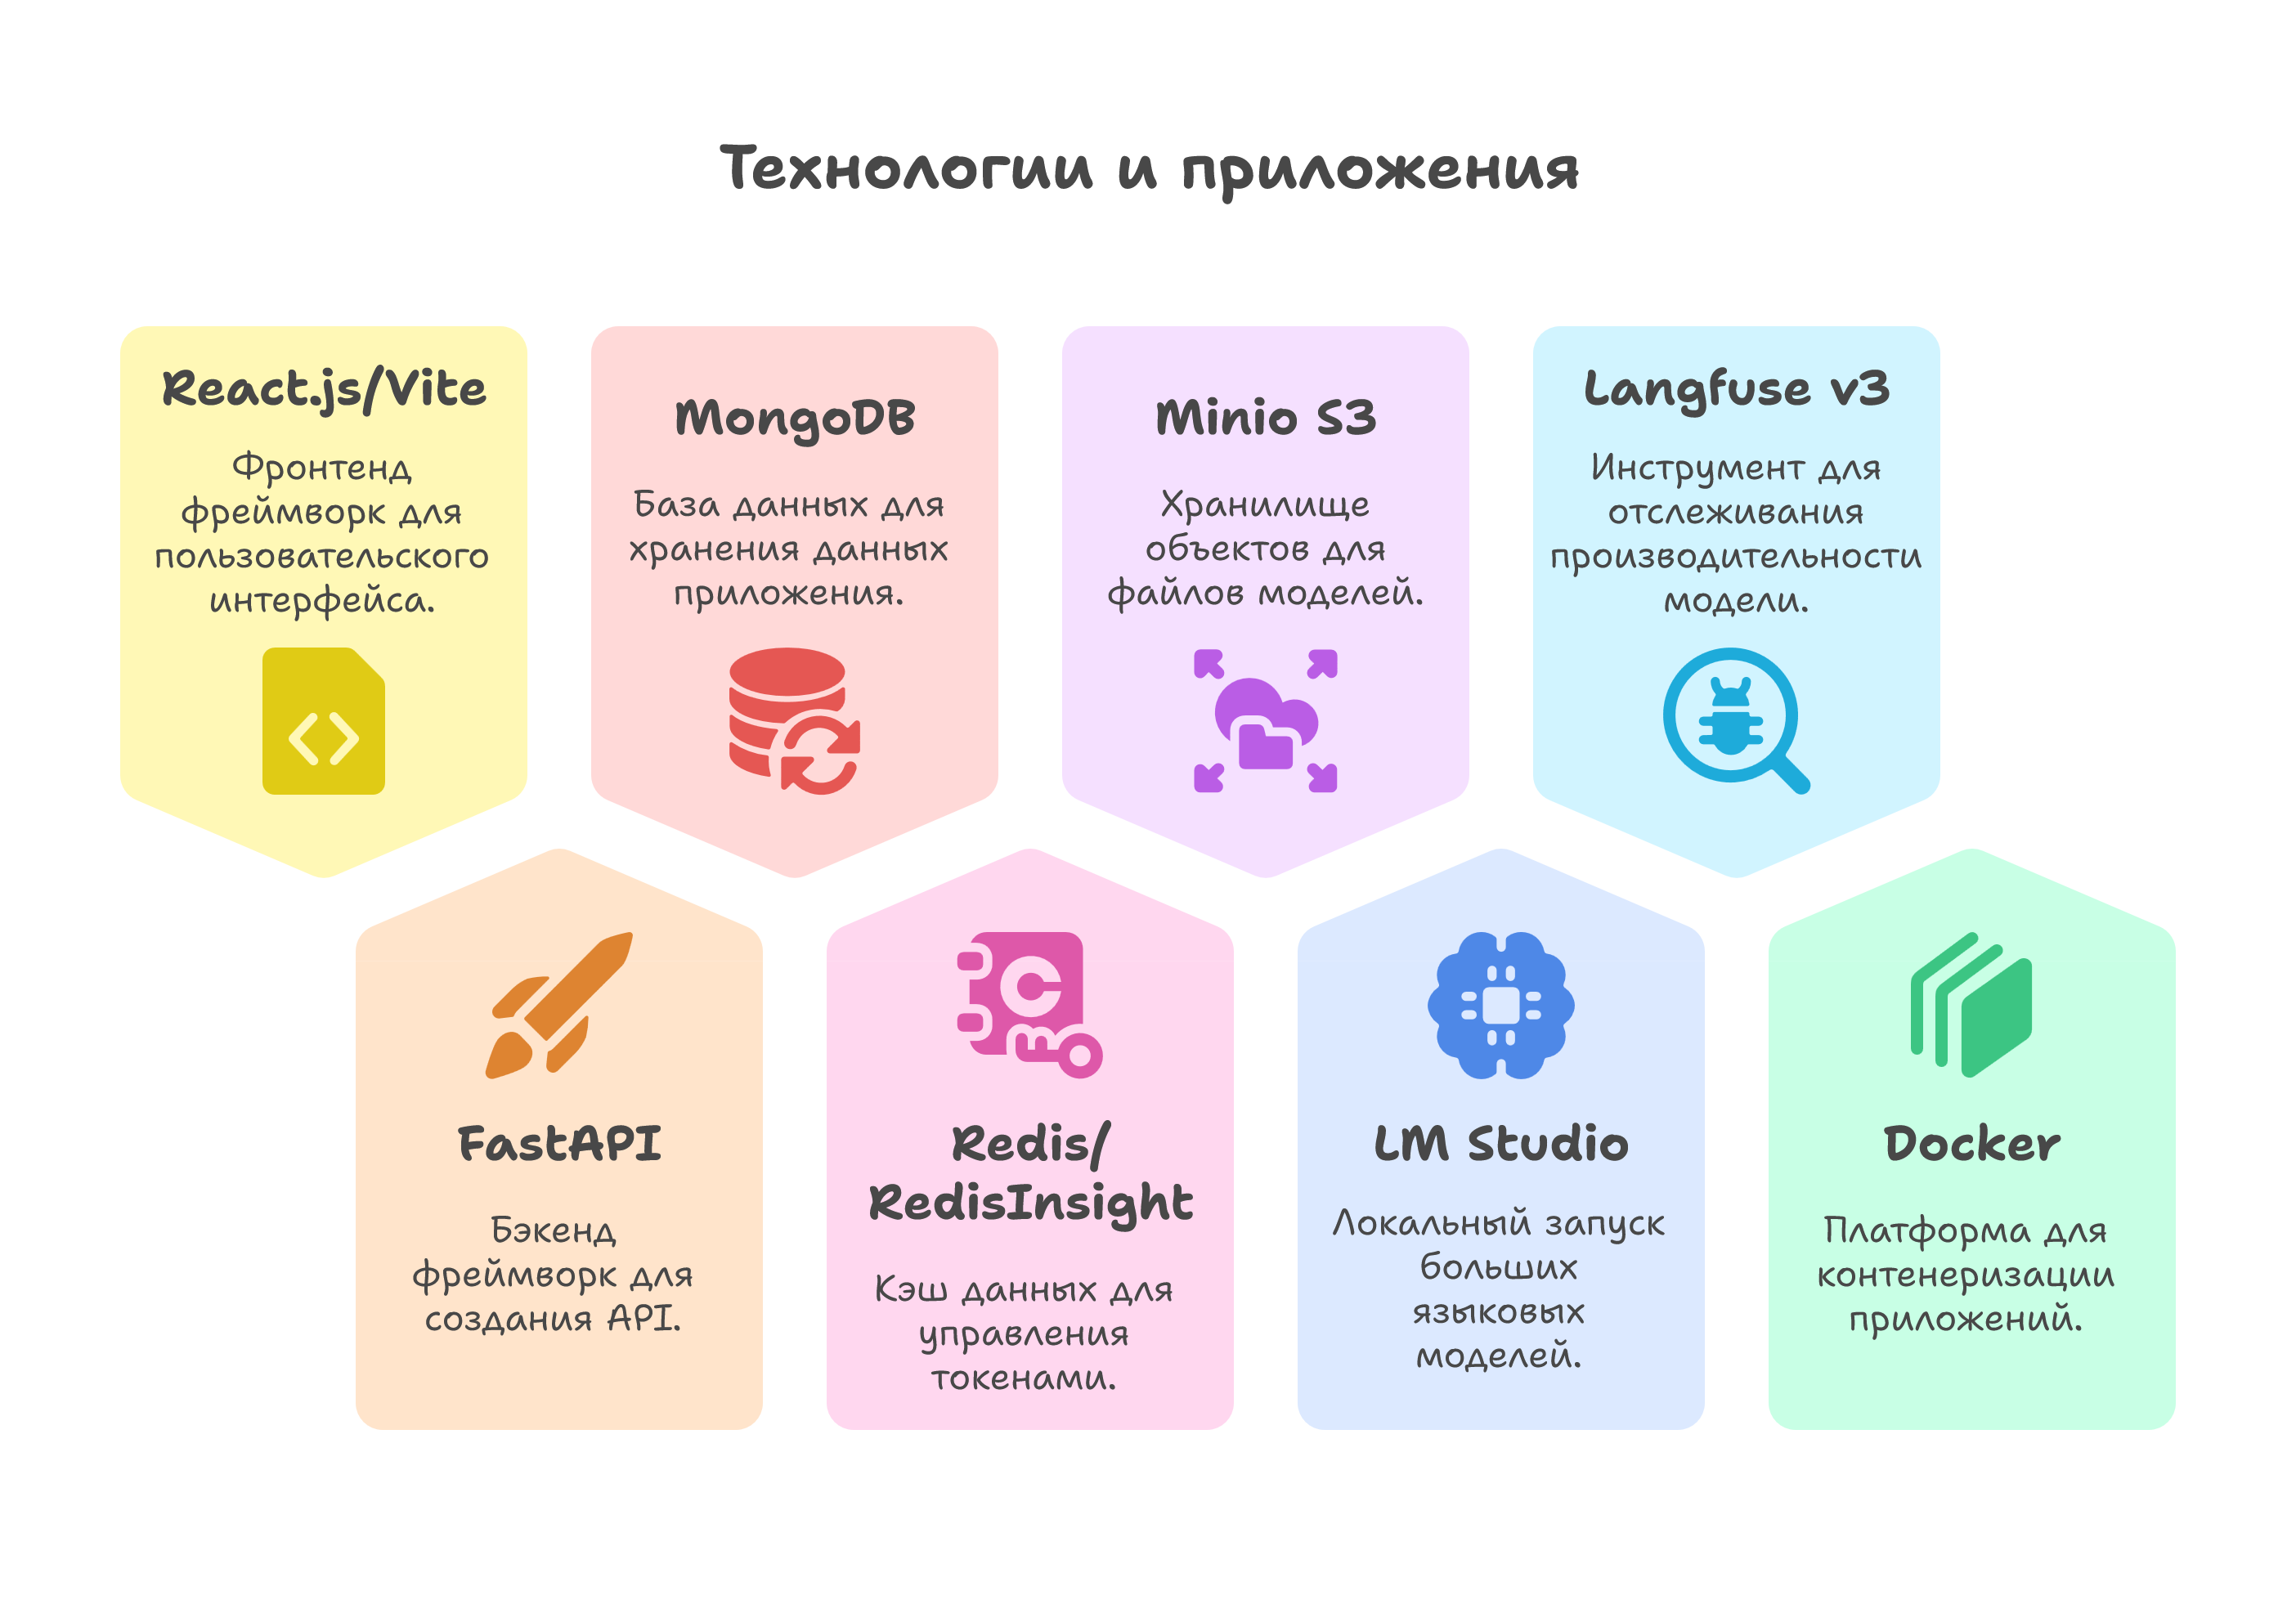 Технологии и приложения
React.js/Vite
Фронтенд
фреймворк для
пользовательского
интерфейса.
MongoDB
База данных для
хранения данных
приложения.
Minio S3
Хранилище
объектов для
файлов моделей.
Langfuse v3
Инструмент для
отслеживания
производительности
модели.
FastAPI
Бэкенд
фреймворк для
создания API.
Redis/
RedisInsight
Кэш данных для
управления
токенами.
LM Studio
Локальный запуск
больших
языковых
моделей.
Docker
Платформа для
контенеризации
приложений.